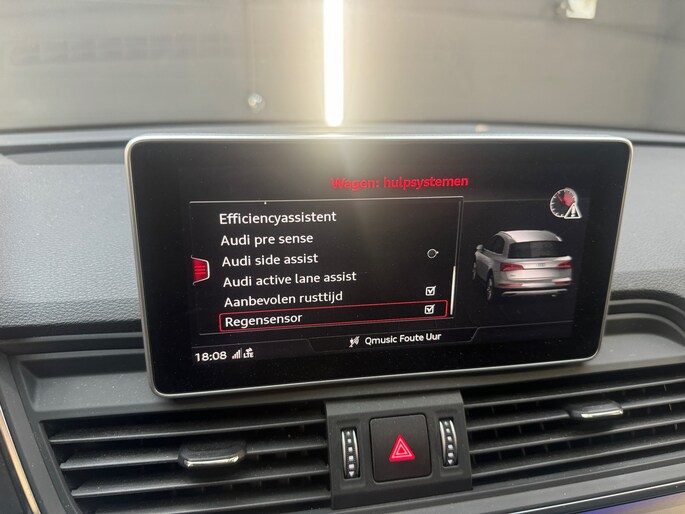 Wagen: hulpsystemen
Efficiencyassistent
Audi pre sense
Audi side assist
Audi active lane assist
Aanbevolen rusttijd
Regensensor
Qmusic Foute Uur
18:08 LTE